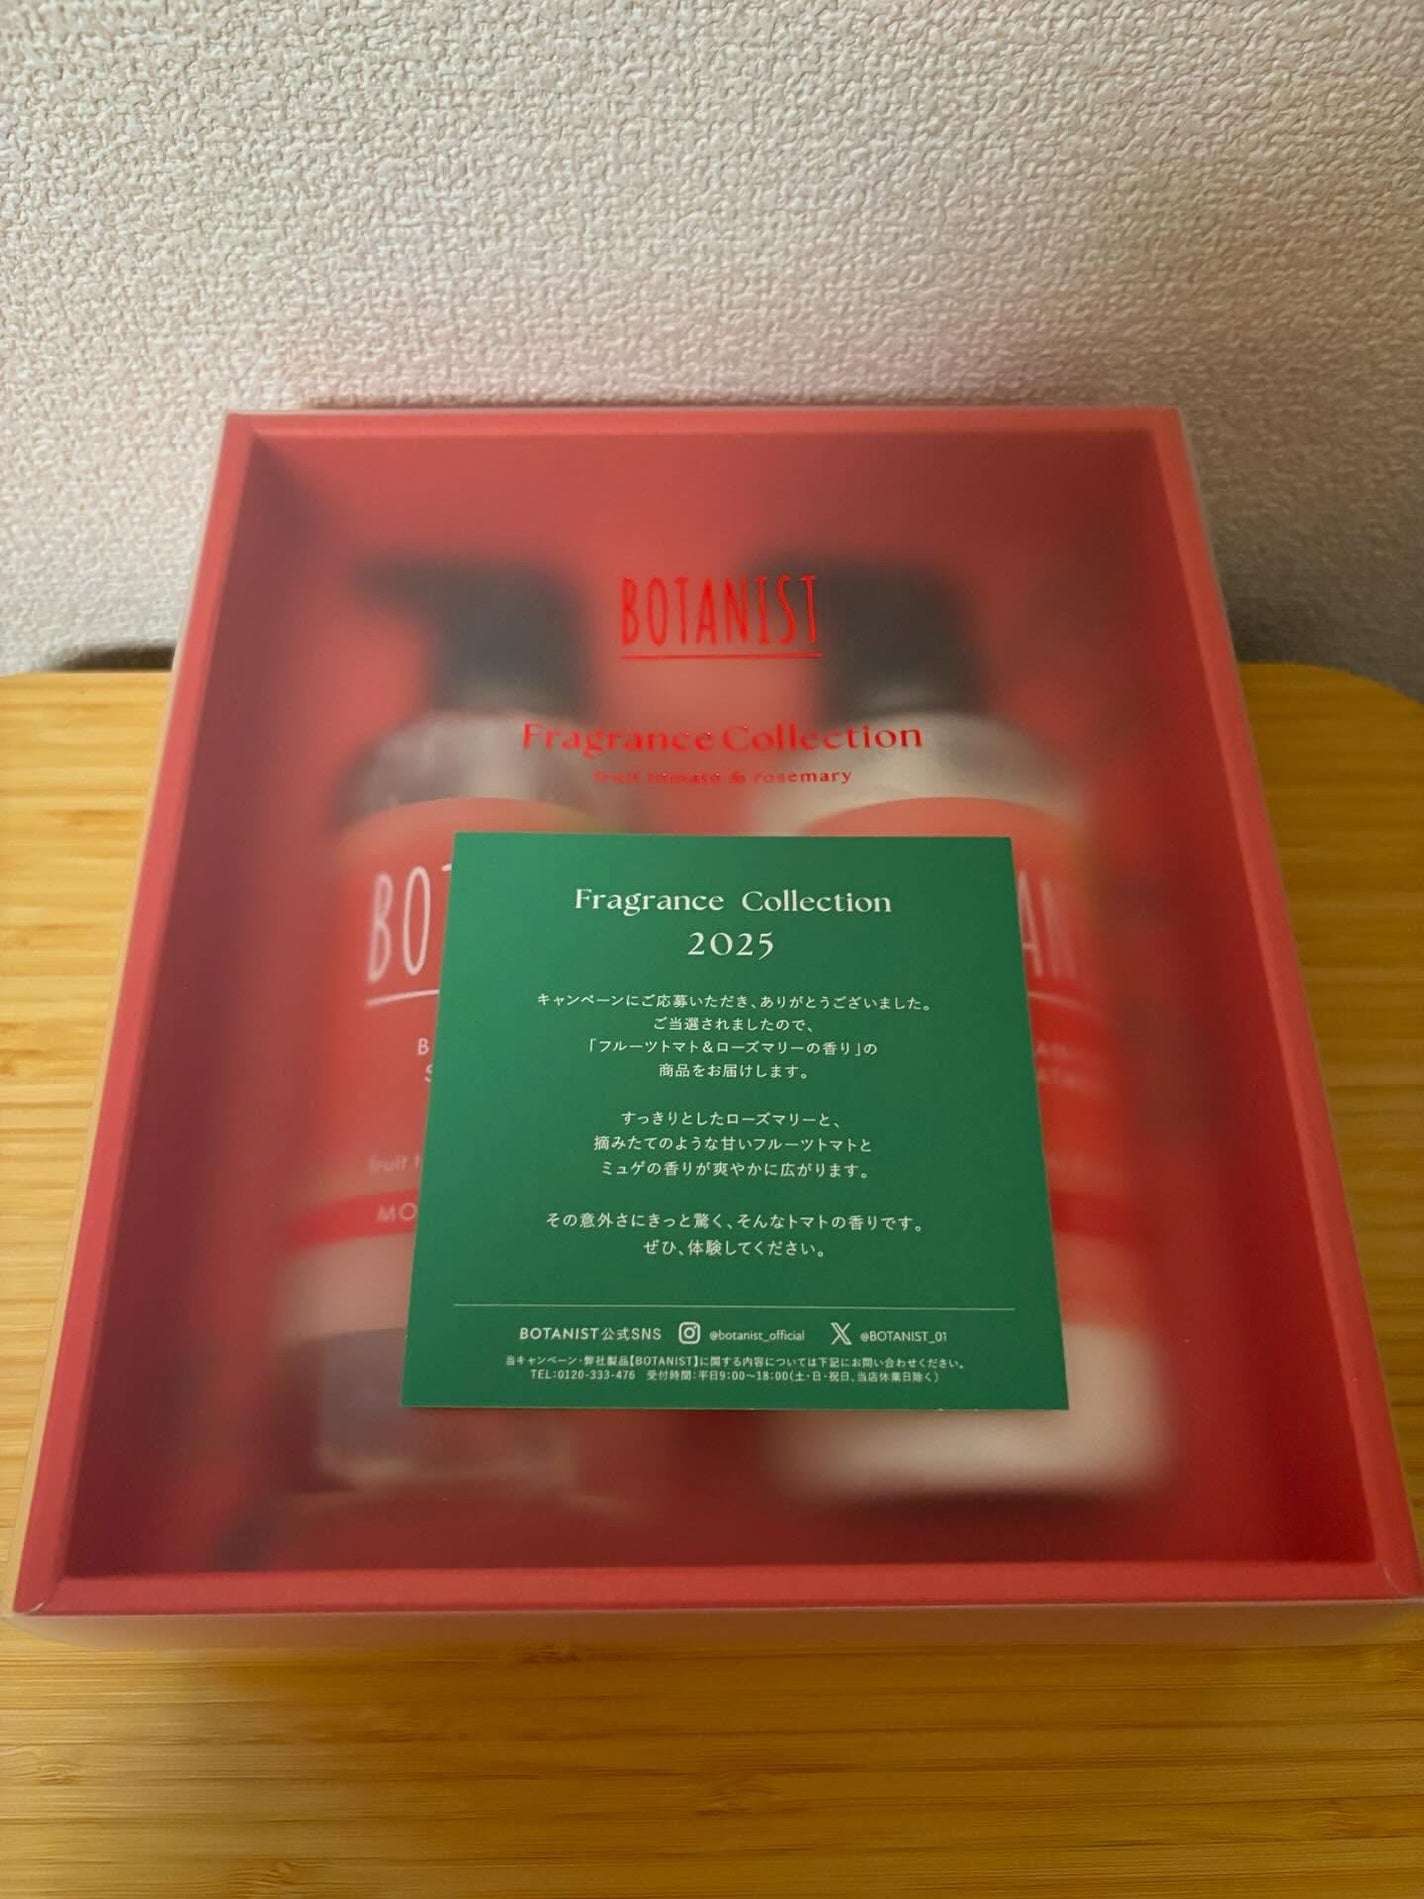 BOTANIST
Fragrance Collection
fruit tomato & rosemary
BO
B
S
fruit t
MO
AN
Fragrance Collection
2025
キャンペーンにご応募いただき、ありがとうございました。
ご当選されましたので、
「フルーツトマト&ローズマリーの香り」の
商品をお届けします。
すっきりとしたローズマリーと、
摘みたてのような甘いフルーツトマトと
ミュゲの香りが爽やかに広がります。
その意外さにきっと驚く、そんなトマトの香りです。
ぜひ、体験してください。
BOTANIST公式SNS @botanist_official @BOTANIST_01
当キャンペーン・弊社製品【BOTANIST】に関する内容については下記にお問い合わせください。
TEL:0120-333-476 受付時間:平日9:00〜18:00(土・日・祝日、当店休業日除く)